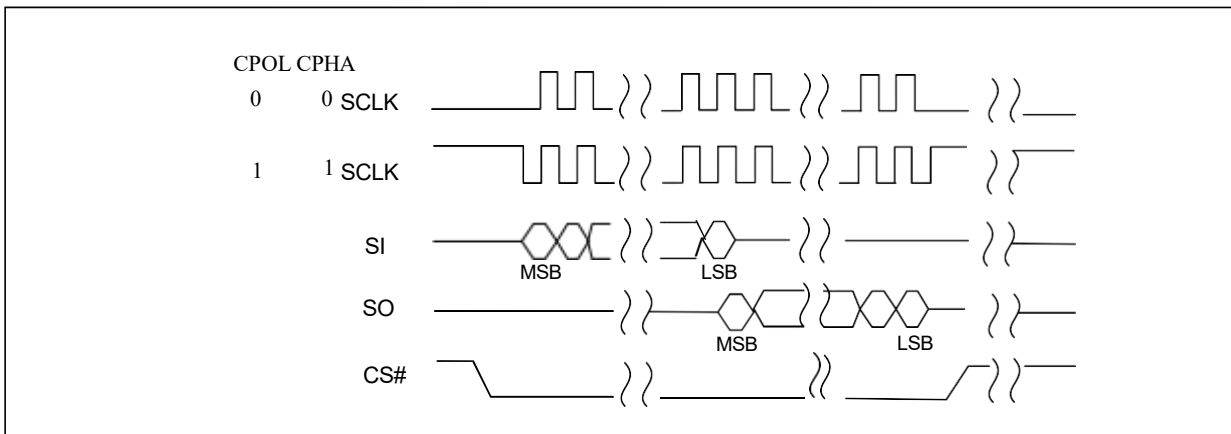 CPOL CPHA
0 0 SCLK
1 1 SCLK
SI
MSB LSB
SO
MSB LSB
CS#